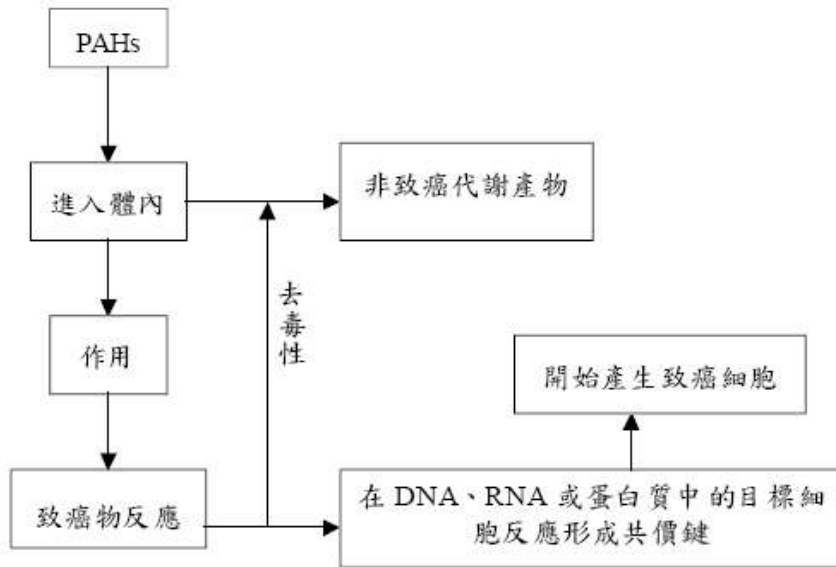 PAHs
進入體內
非致癌代謝產物
去毒性
作用
開始產生致癌細胞
致癌物反應
在 DNA、RNA 或蛋白質中的目標細
胞反應形成共價鍵